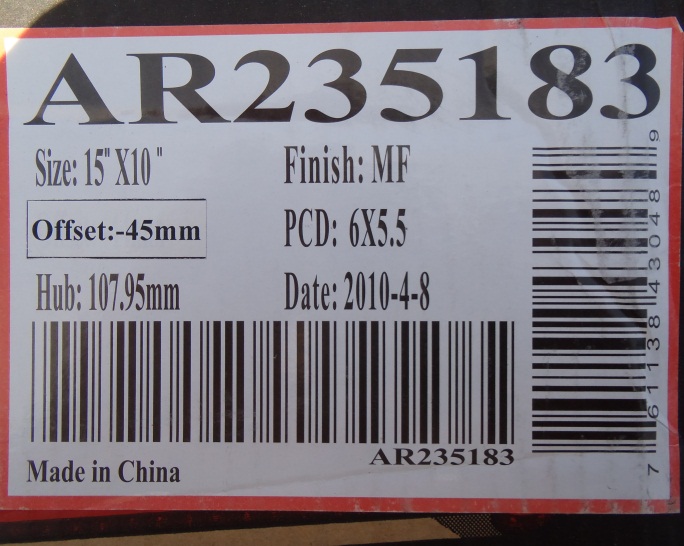 AR235183
Size: 15"X10"
Finish: MF
Offset:-45mm
PCD: 6X5.5
Hub: 107.95mm
Date: 2010-4-8
AR235183
Made in China
7 61138 43048 9